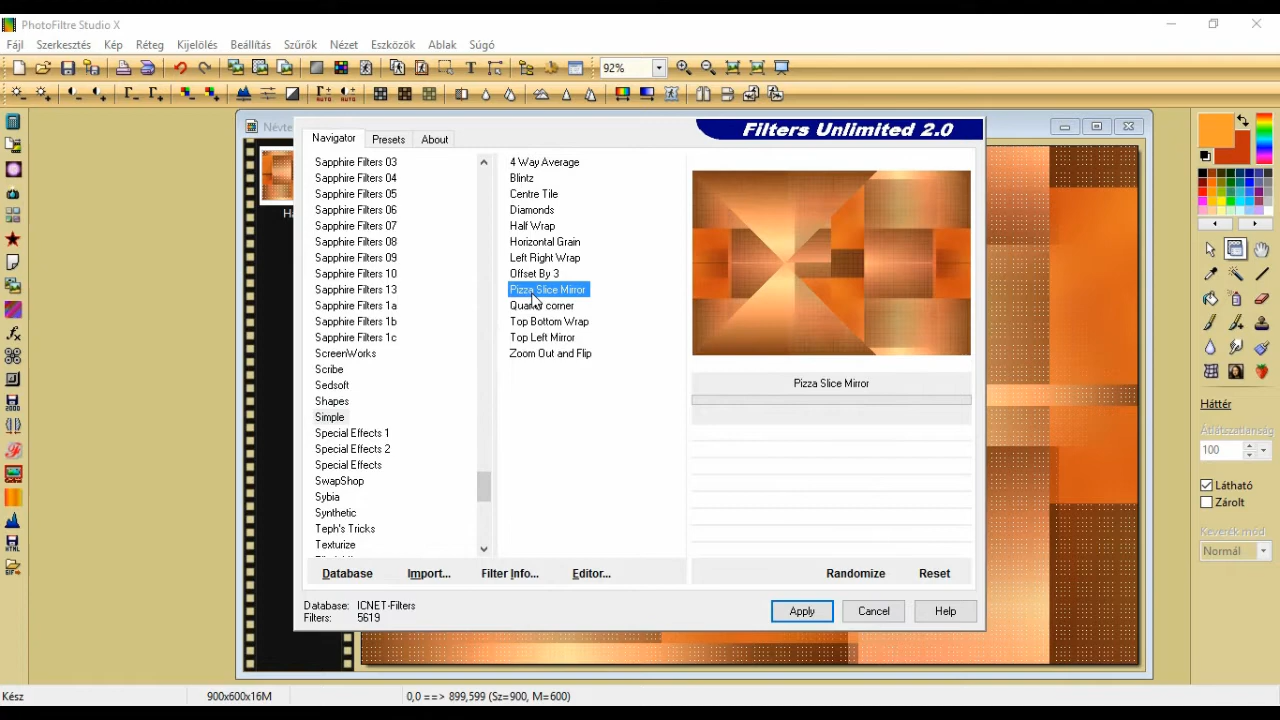 PhotoFiltre Studio X
Fájl Szerkesztés Kép Réteg Kijelölés Beállítás Szűrők Nézet Eszközök Ablak Súgó
92%
Névte
Filters Unlimited 2.0
Navigator Presets About
Sapphire Filters 03
Sapphire Filters 04
Sapphire Filters 05
Sapphire Filters 06
Sapphire Filters 07
Sapphire Filters 08
Sapphire Filters 09
Sapphire Filters 10
Sapphire Filters 13
Sapphire Filters 1a
Sapphire Filters 1b
Sapphire Filters 1c
ScreenWorks
Scribe
Sedsoft
Shapes
Simple
Special Effects 1
Special Effects 2
Special Effects
SwapShop
Sybia
Synthetic
Teph's Tricks
Texturize
4 Way Average
Blintz
Centre Tile
Diamonds
Half Wrap
Horizontal Grain
Left Right Wrap
Offset By 3
Pizza Slice Mirror
Quarter corner
Top Bottom Wrap
Top Left Mirror
Zoom Out and Flip
Pizza Slice Mirror
Database Import... Filter Info... Editor... Randomize Reset
Database: ICNET-Filters
Filters: 5619
Apply Cancel Help
Háttér
Átlátszatlanság
100
Látható
Zárolt
Keverék mód
Normál
Kész 900x600x16M 0,0 ==> 899,599 (Sz=900, M=600)